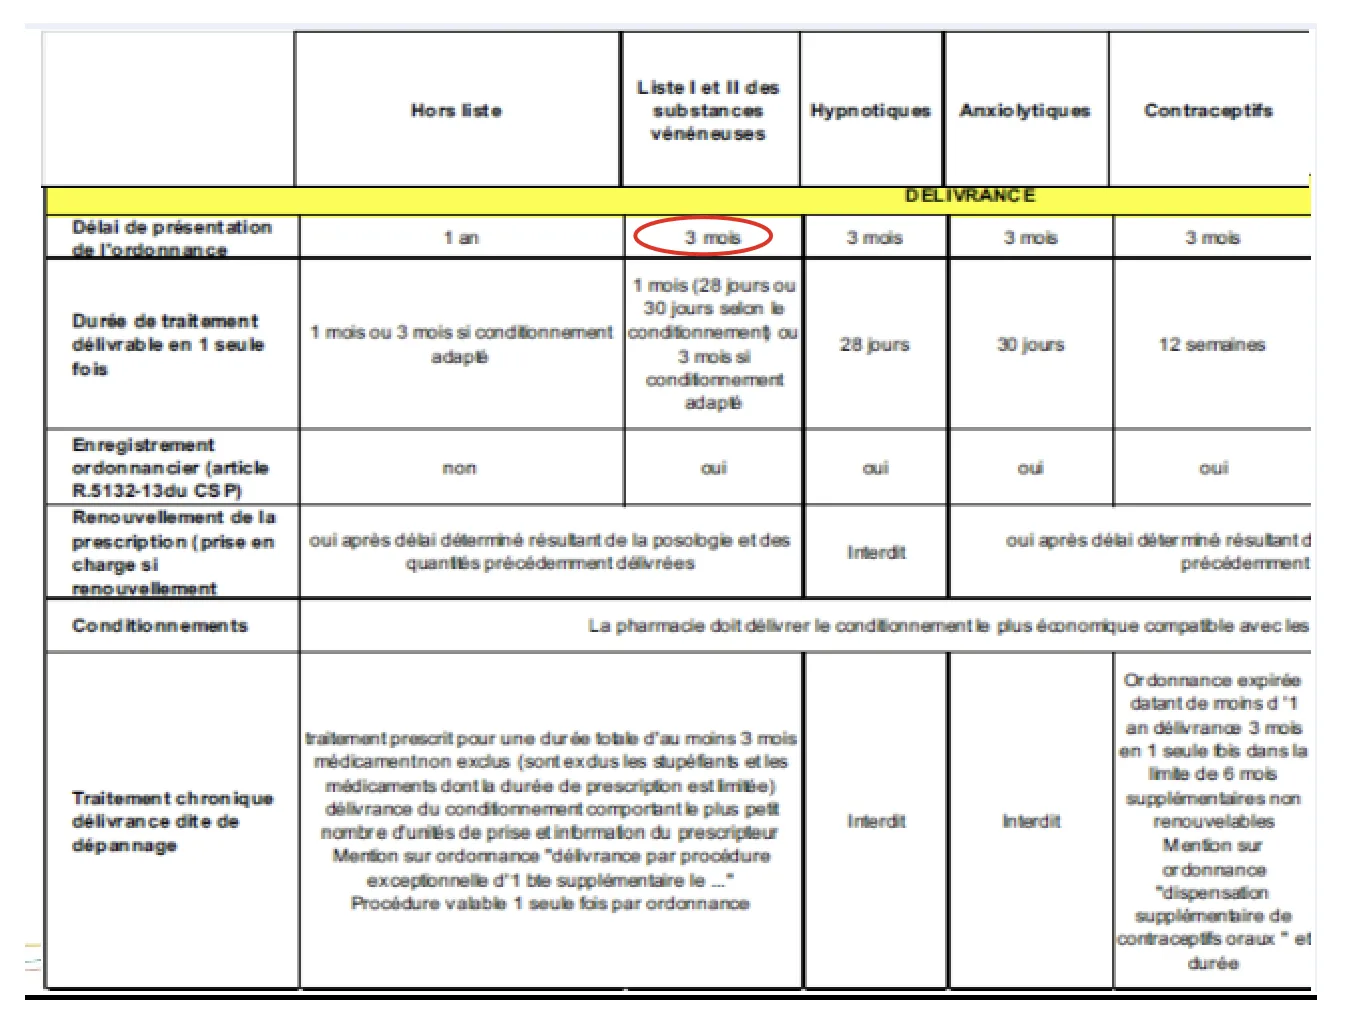 Hors liste
Liste I et II des
substances
vénéneuses
Hypnotiques
Anxiolytiques
Contraceptifs
DELIVRANCE
Délai de présentation
de l'ordonnance
1 an
3 mois
3 mois
3 mois
3 mois
Durée de traitement
délivrable en 1 seule
fois
1 mois ou 3 mois si conditionnement
adapté
1 mois (28 jours ou
30 jours selon le
conditionnement) ou
3 mois si
conditionnement
adapté
28 jours
30 jours
12 semaines
Enregistrement
ordonnancier (article
R.5132-13du CSP)
non
oui
oui
oui
oui
Renouvellement de la
prescription (prise en
charge si
renouvellement
oui après délai déterminé résultant de la posologie et des
quantités précédemment délivrées
Interdit
oui après délai déterminé résultant d
précédemment
Conditionnements
La pharmacie doit délivrer le conditionnement le plus économique compatible avec les
Traitement chronique
délivrance dite de
dépannage
traitement prescrit pour une durée totale d'au moins 3 mois
médicament non exclus (sont exclus les stupéfiants et les
médicaments dont la durée de prescription est limitée)
délivrance du conditionnement comportant le plus petit
nombre d'unités de prise et information du prescripteur
Mention sur ordonnance "délivrance par procédure
exceptionnelle d'1 bte supplémentaire le ..."
Procédure valable 1 seule fois par ordonnance
Interdit
Interdit
Ordonnance expirée
datant de moins d '1
an délivrance 3 mois
en 1 seule fois dans la
limite de 6 mois
supplémentaires non
renouvelables
Mention sur
ordonnance
"dispensation
supplémentaire de
contraceptifs oraux " et
durée